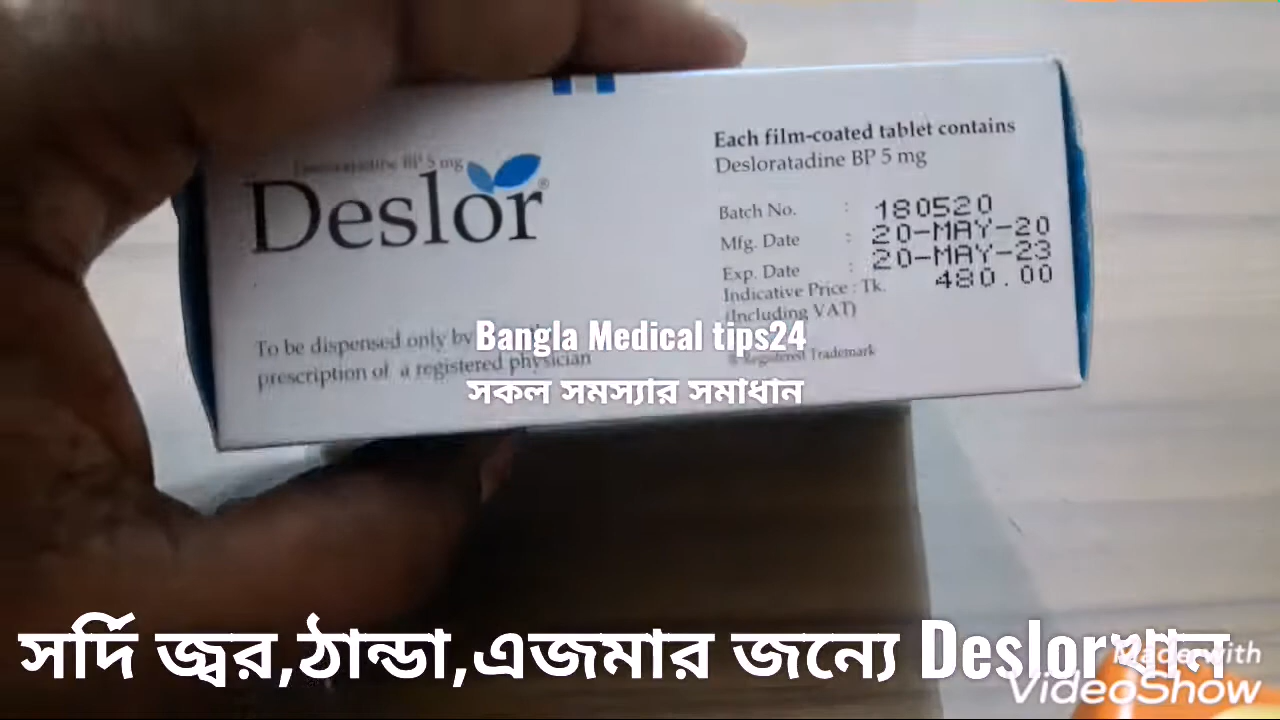 Desloratadine BP 5 mg
Deslor®
To be dispensed only by
prescription of a registered physician
Each film-coated tablet contains
Desloratadine BP 5 mg
Batch No. : 180520
Mfg. Date : 20-MAY-20
Exp. Date : 20-MAY-23
Indicative Price : Tk. 480.00
(Including VAT)
® Registered Trademark
Bangla Medical tips24
সকল সমস্যার সমাধান
সর্দি জ্বর,ঠান্ডা,এজমার জন্যে Deslor খান
Made with
VideoShow